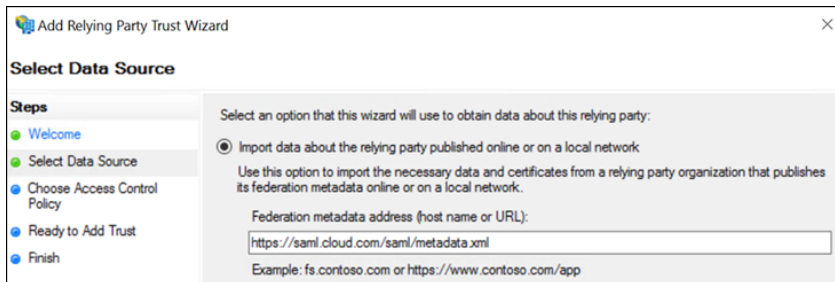 Add Relying Party Trust Wizard
Select Data Source
Steps
Welcome
Select Data Source
Choose Access Control
Policy
Ready to Add Trust
Finish
Select an option that this wizard will use to obtain data about this relying party:
Import data about the relying party published online or on a local network
Use this option to import the necessary data and certificates from a relying party organization that publishes
its federation metadata online or on a local network.
Federation metadata address (host name or URL):
https://saml.cloud.com/saml/metadata.xml
Example: fs.contoso.com or https://www.contoso.com/app